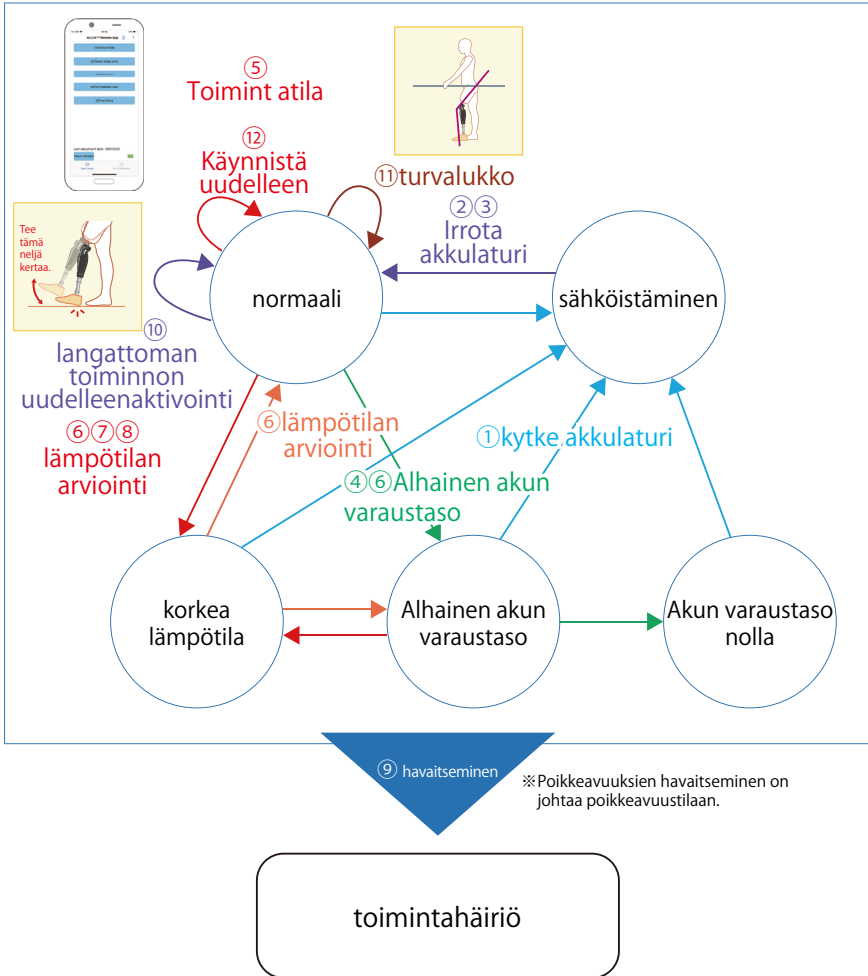 ⑤
Toimint atila
⑫
Käynnistä
uudelleen
⑪turvalukko
②③
Irrota
akkulaturi
Tee
tämä
neljä
kertaa.
normaali
sähköistäminen
⑩
langattoman
toiminnon
uudelleenaktivointi
⑥⑦⑧
lämpötilan
arviointi
⑥lämpötilan
arviointi
①kytke akkulaturi
④⑥Alhainen akun
varaustaso
korkea
lämpötila
Alhainen akun
varaustaso
Akun varaustaso
nolla
⑨ havaitseminen
※Poikkeavuuksien havaitseminen on
johtaa poikkeavuustilaan.
toimintahäiriö